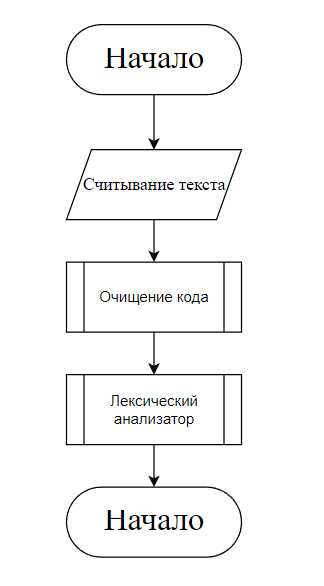 Начало
Считывание текста
Очищение кода
Лексический
анализатор
Начало